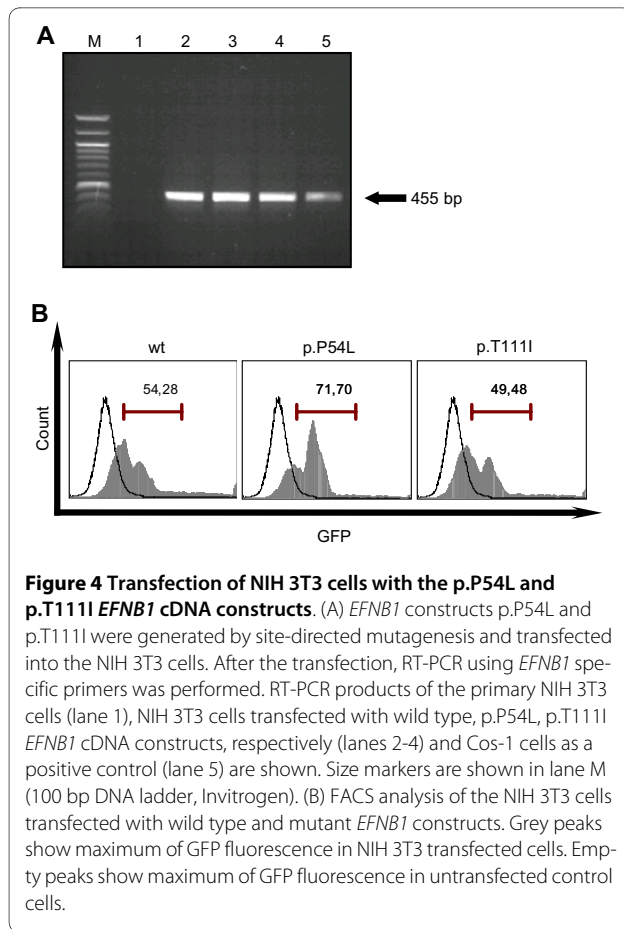 A
M 1 2 3 4 5
455 bp
B
wt p.P54L p.T111I
54,28 71,70 49,48
Count
GFP
Figure 4 Transfection of NIH 3T3 cells with the p.P54L and
p.T111I EFNB1 cDNA constructs. (A) EFNB1 constructs p.P54L and
p.T111I were generated by site-directed mutagenesis and transfected
into the NIH 3T3 cells. After the transfection, RT-PCR using EFNB1 spe-
cific primers was performed. RT-PCR products of the primary NIH 3T3
cells (lane 1), NIH 3T3 cells transfected with wild type, p.P54L, p.T111I
EFNB1 cDNA constructs, respectively (lanes 2-4) and Cos-1 cells as a
positive control (lane 5) are shown. Size markers are shown in lane M
(100 bp DNA ladder, Invitrogen). (B) FACS analysis of the NIH 3T3 cells
transfected with wild type and mutant EFNB1 constructs. Grey peaks
show maximum of GFP fluorescence in NIH 3T3 transfected cells. Emp-
ty peaks show maximum of GFP fluorescence in untransfected control
cells.